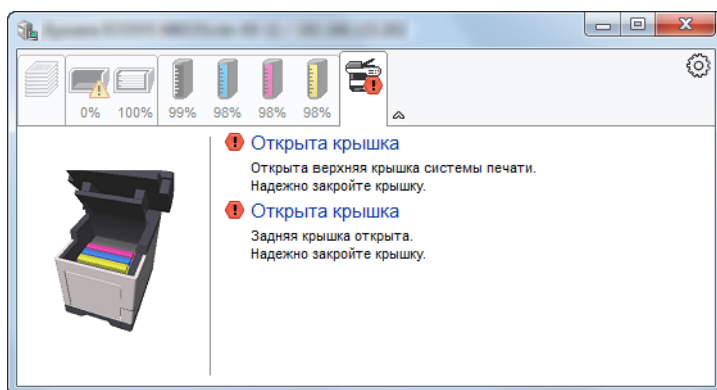 0% 100% 99% 98% 98% 98%
Открыта крышка
Открыта верхняя крышка системы печати.
Надежно закройте крышку.
Открыта крышка
Задняя крышка открыта.
Надежно закройте крышку.